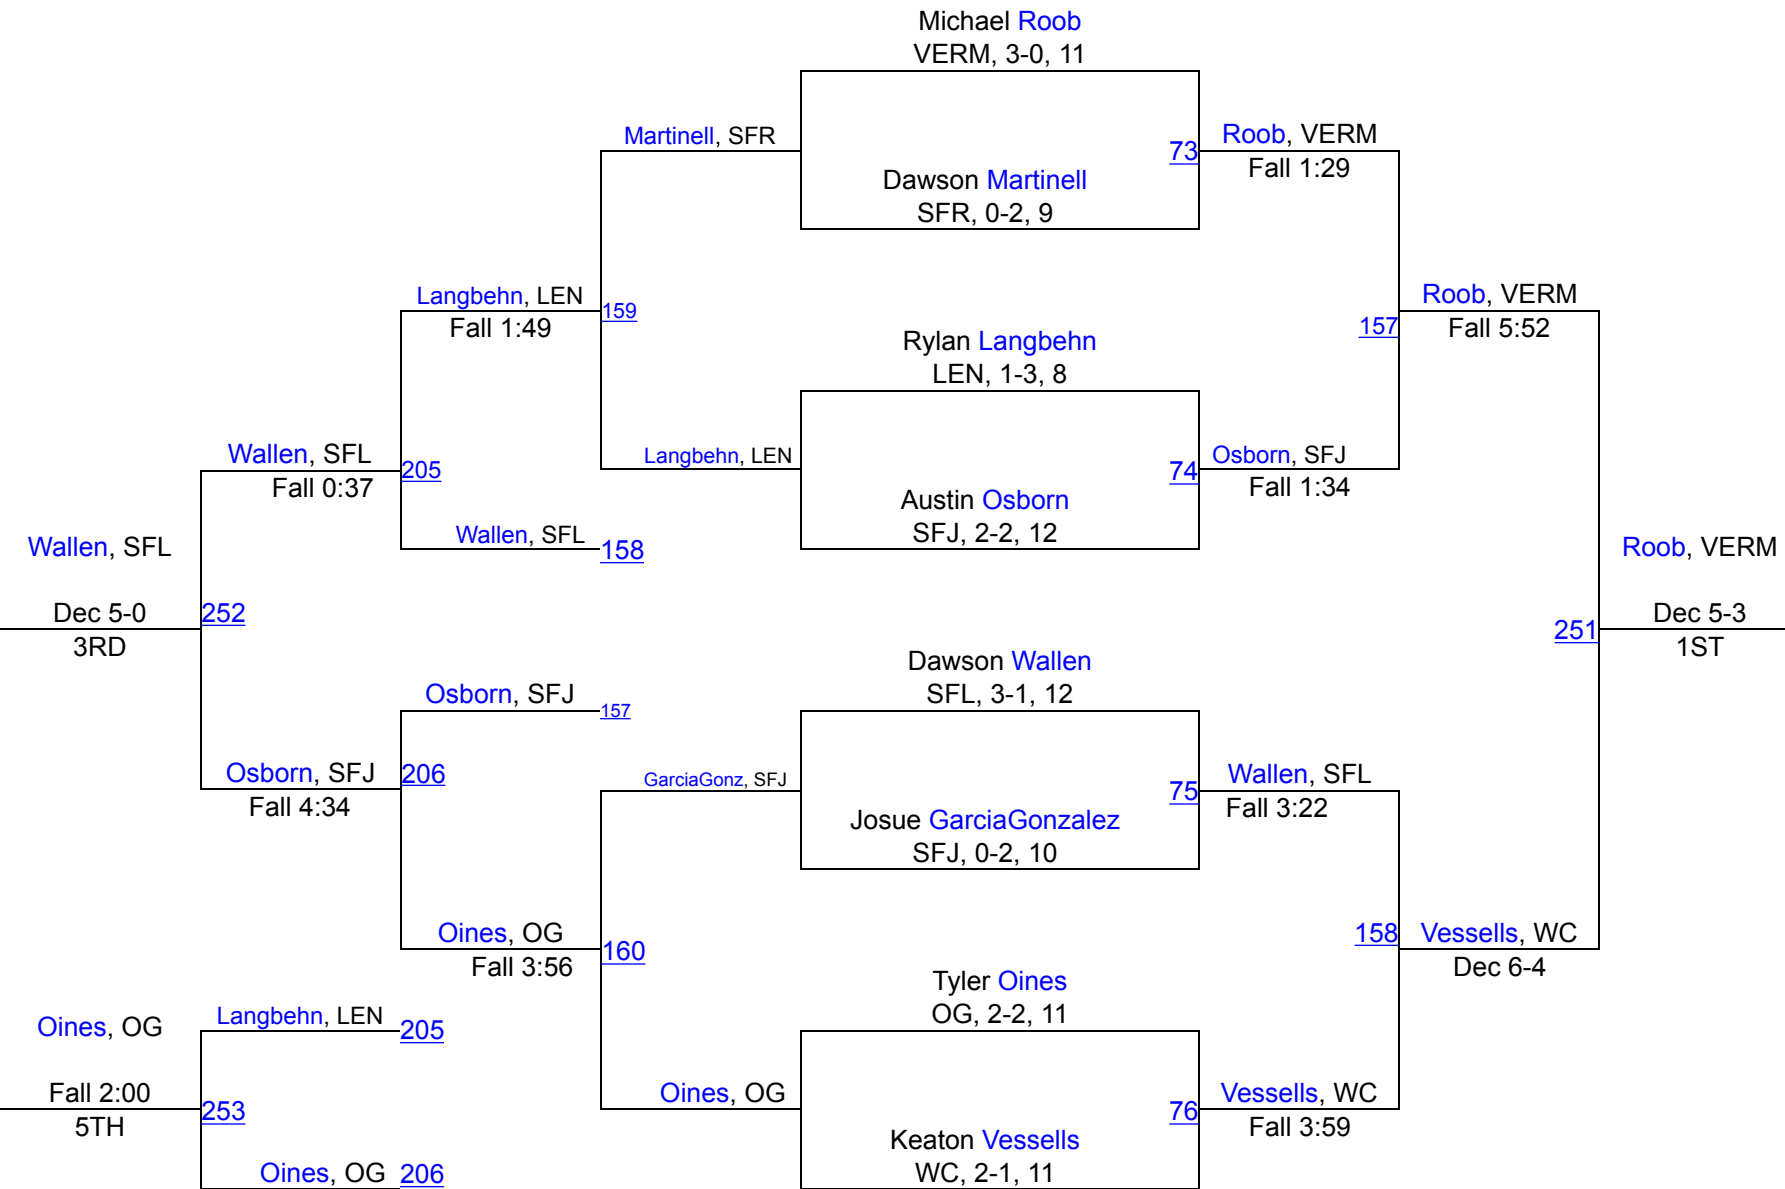 Michael Roob
VERM, 3-0, 11
Martinell, SFR
73
Roob, VERM
Fall 1:29
Dawson Martinell
SFR, 0-2, 9
Langbehn, LEN
Fall 1:49
159
Rylan Langbehn
LEN, 1-3, 8
157
Roob, VERM
Fall 5:52
Wallen, SFL
Fall 0:37
205
Langbehn, LEN
74
Osborn, SFJ
Fall 1:34
Austin Osborn
SFJ, 2-2, 12
Wallen, SFL
158
Wallen, SFL
Dec 5-0
3RD
252
Roob, VERM
251
Dec 5-3
1ST
Dawson Wallen
SFL, 3-1, 12
Osborn, SFJ
157
Osborn, SFJ
Fall 4:34
206
GarciaGonz, SFJ
75
Wallen, SFL
Fall 3:22
Josue GarciaGonzalez
SFJ, 0-2, 10
Oines, OG
Fall 3:56
160
158
Vessells, WC
Dec 6-4
Tyler Oines
OG, 2-2, 11
Oines, OG
Fall 2:00
5TH
Langbehn, LEN
205
253
Oines, OG
76
Vessells, WC
Fall 3:59
Keaton Vessells
WC, 2-1, 11
Oines, OG
206